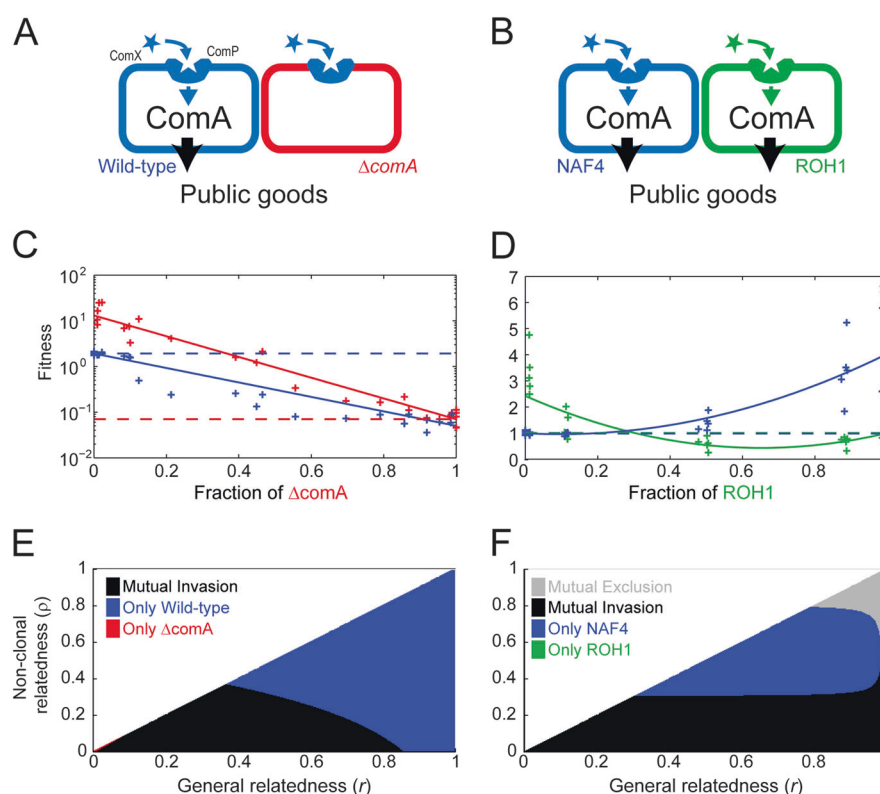 A
ComX
ComP
ComA
Wild-type
ΔcomA
Public goods
B
ComA
ComA
NAF4
ROH1
Public goods
C
10²
10¹
10⁰
10⁻¹
10⁻²
Fitness
0 0.2 0.4 0.6 0.8 1
Fraction of ΔcomA
D
7
6
5
4
3
2
1
0
0 0.2 0.4 0.6 0.8
Fraction of ROH1
E
Mutual Invasion
Only Wild-type
Only ΔcomA
1
0.8
0.6
0.4
0.2
0
Non-clonal
relatedness (ρ)
0 0.2 0.4 0.6 0.8 1
General relatedness (r)
F
Mutual Exclusion
Mutual Invasion
Only NAF4
Only ROH1
1
0.8
0.6
0.4
0.2
0
0 0.2 0.4 0.6 0.8
General relatedness (r)